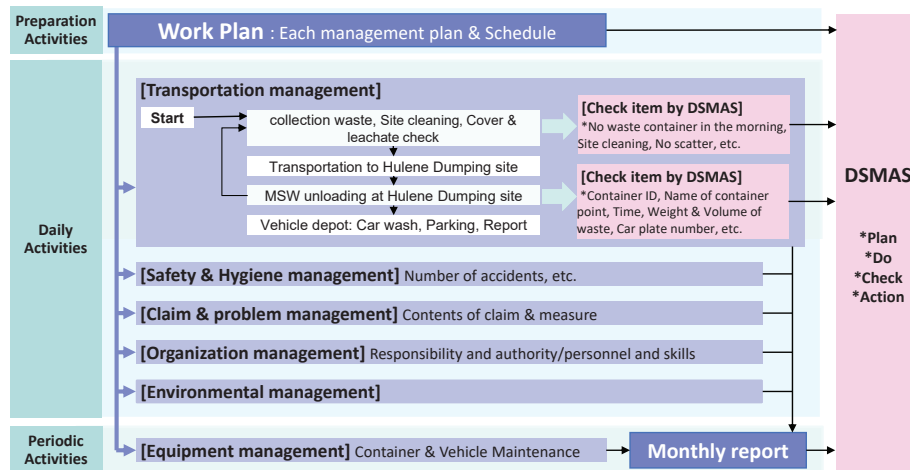 Preparation
Activities
Work Plan : Each management plan & Schedule
Daily
Activities
[Transportation management]
Start
collection waste, Site cleaning, Cover &
leachate check
Transportation to Hulene Dumping site
MSW unloading at Hulene Dumping site
Vehicle depot: Car wash, Parking, Report
[Check item by DSMAS]
*No waste container in the morning,
Site cleaning, No scatter, etc.
[Check item by DSMAS]
*Container ID, Name of container
point, Time, Weight & Volume of
waste, Car plate number, etc.
[Safety & Hygiene management] Number of accidents, etc.
[Claim & problem management] Contents of claim & measure
[Organization management] Responsibility and authority/personnel and skills
[Environmental management]
Periodic
Activities
[Equipment management] Container & Vehicle Maintenance
Monthly report
DSMAS
*Plan
*Do
*Check
*Action